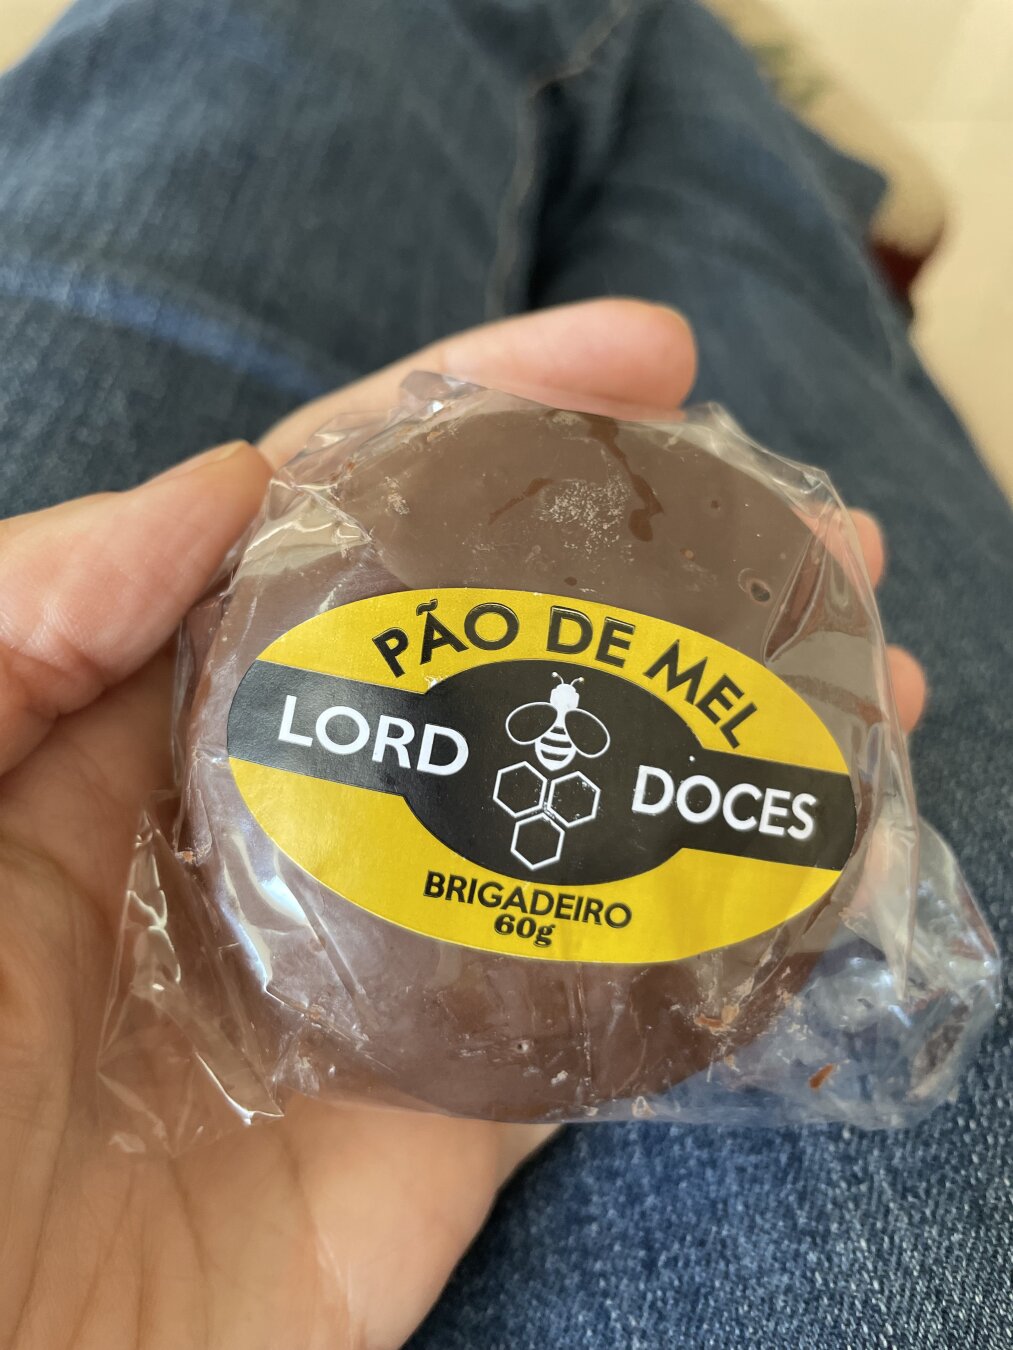 PÃO DE MEL
LORD DOCES
BRIGADEIRO
60g